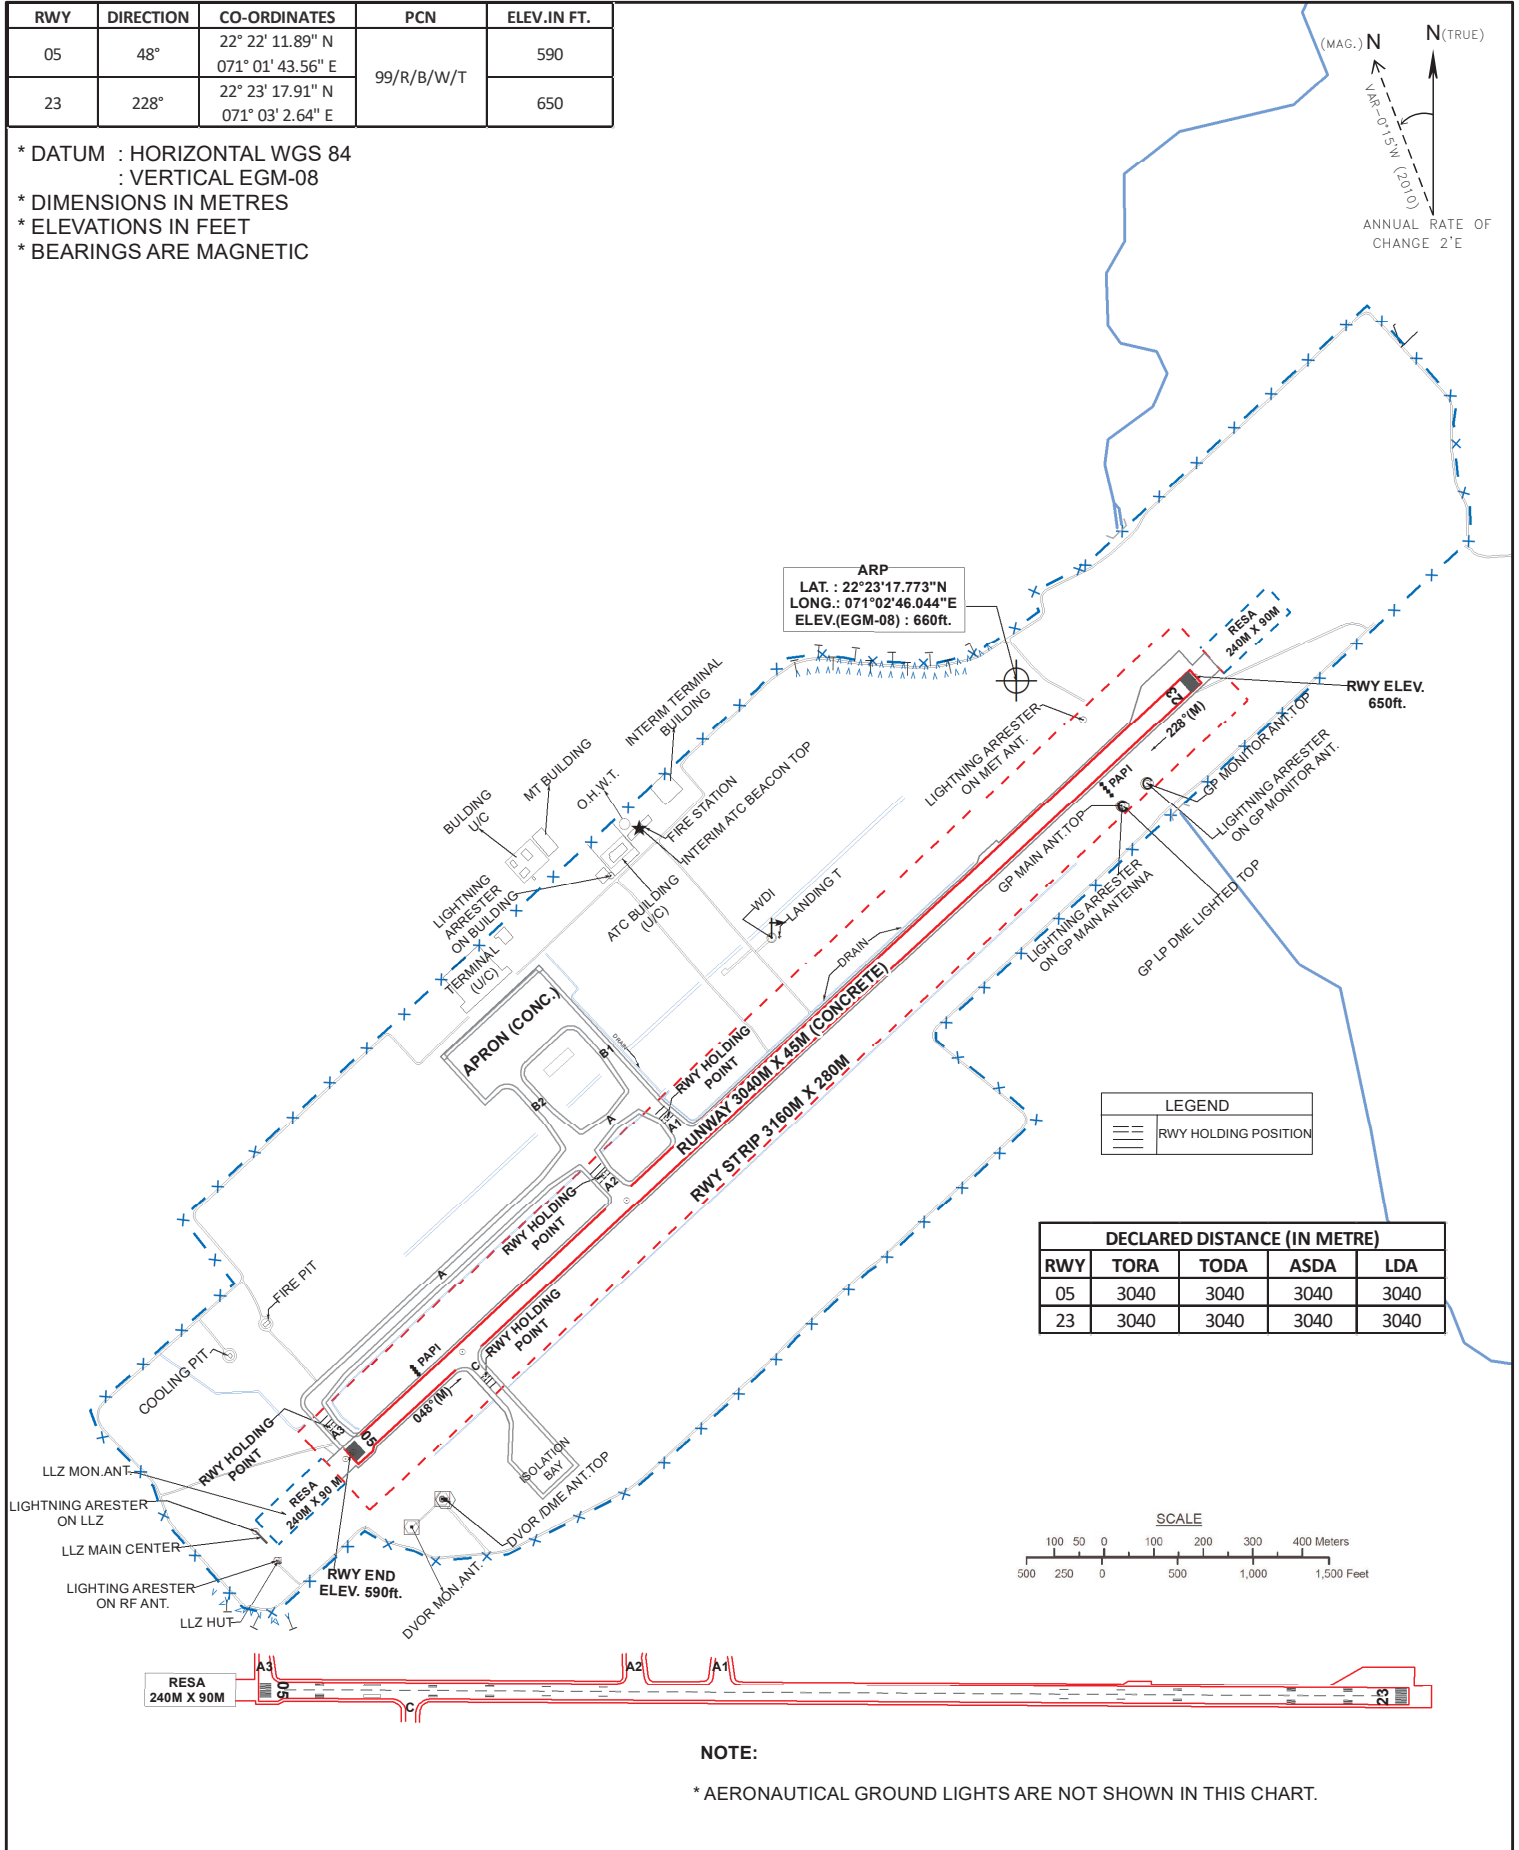 RWY DIRECTION CO-ORDINATES PCN ELEV.IN FT.
05 48° 22° 22' 11.89" N 071° 01' 43.56" E 99/R/B/W/T 590
23 228° 22° 23' 17.91" N 071° 03' 2.64" E 650
* DATUM : HORIZONTAL WGS 84
: VERTICAL EGM-08
* DIMENSIONS IN METRES
* ELEVATIONS IN FEET
* BEARINGS ARE MAGNETIC
(MAG.) N
N(TRUE)
VAR-0°15'W (2010)
ANNUAL RATE OF
CHANGE 2'E
ARP
LAT. : 22°23'17.773"N
LONG.: 071°02'46.044"E
ELEV.(EGM-08) : 660ft.
RESA
240M X 90M
RWY ELEV.
650ft.
23
228°(M)
PAPI
GP MONITOR ANT.TOP
LIGHTNING ARRESTER
ON GP MONITOR ANT.
LIGHTNING ARRESTER
ON MET ANT.
GP MAIN ANT.TOP
LIGHTNING ARRESTER
ON GP MAIN ANTENNA
GP LP DME LIGHTED TOP
INTERIM TERMINAL
BUILDING
MT BUILDING
O.H.W.T.
BULDING
U/C
FIRE STATION
INTERIM ATC BEACON TOP
LIGHTNING
ARRESTER
ON BUILDING
ATC BUILDING
(U/C)
WDI
LANDING T
TERMINAL
(U/C)
DRAIN
APRON (CONC.)
DRAIN
B1
B2
A
A1
A2
RWY HOLDING
POINT
RUNWAY 3040M X 45M (CONCRETE)
RWY STRIP 3160M X 280M
RWY HOLDING
POINT
A
LEGEND
RWY HOLDING POSITION
DECLARED DISTANCE (IN METRE)
RWY TORA TODA ASDA LDA
05 3040 3040 3040 3040
23 3040 3040 3040 3040
FIRE PIT
COOLING PIT
PAPI
RWY HOLDING
POINT
C
048°(M)
05
A3
RWY HOLDING
POINT
ISOLATION
BAY
LLZ MON.ANT.
RESA
240M X 90 M
LIGHTNING ARESTER
ON LLZ
LLZ MAIN CENTER
LIGHTING ARESTER
ON RF ANT.
LLZ HUT
RWY END
ELEV. 590ft.
DVOR /DME ANT.TOP
DVOR MON.ANT.
SCALE
100 50 0 100 200 300 400 Meters
500 250 0 500 1,000 1,500 Feet
RESA
240M X 90M
A3 A2 A1
05 23
C
NOTE:
* AERONAUTICAL GROUND LIGHTS ARE NOT SHOWN IN THIS CHART.